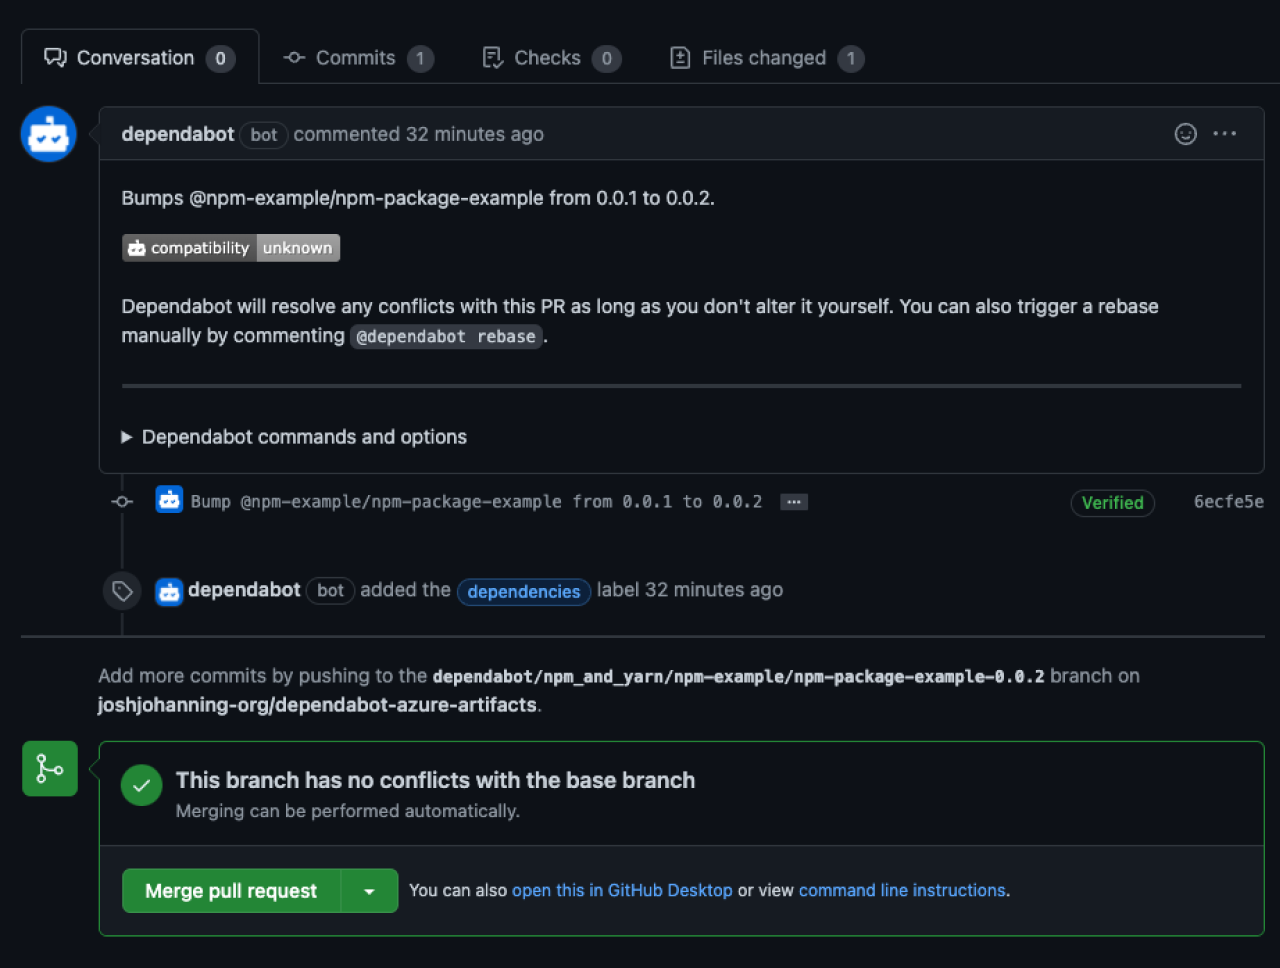 Conversation 0 Commits 1 Checks 0 Files changed 1
dependabot bot commented 32 minutes ago
Bumps @npm-example/npm-package-example from 0.0.1 to 0.0.2.
compatibility unknown
Dependabot will resolve any conflicts with this PR as long as you don't alter it yourself. You can also trigger a rebase
manually by commenting @dependabot rebase.
Dependabot commands and options
Bump @npm-example/npm-package-example from 0.0.1 to 0.0.2 ... Verified 6ecfe5e
dependabot bot added the dependencies label 32 minutes ago
Add more commits by pushing to the dependabot/npm_and_yarn/npm-example/npm-package-example-0.0.2 branch on
joshjohanning-org/dependabot-azure-artifacts.
This branch has no conflicts with the base branch
Merging can be performed automatically.
Merge pull request You can also open this in GitHub Desktop or view command line instructions.